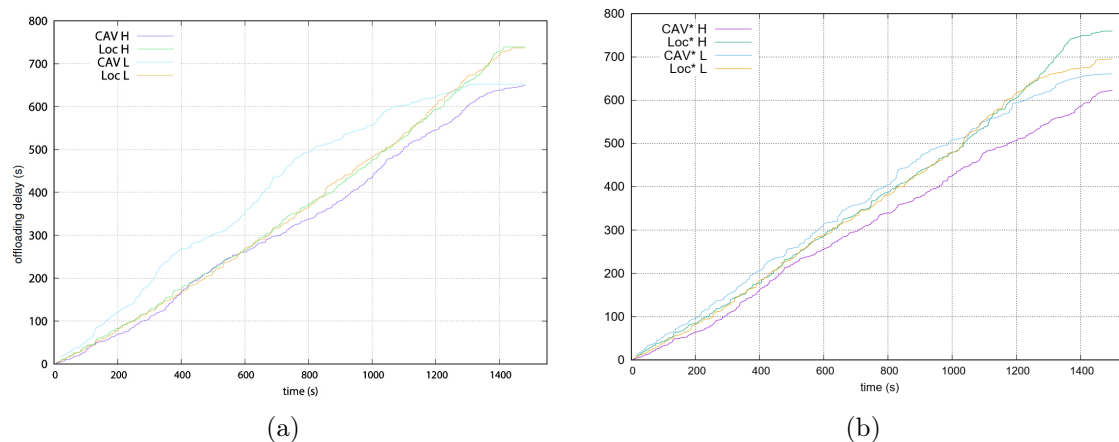 800
700
600
500
400
300
200
100
0
offloading delay (s)
CAV H
Loc H
CAV L
Loc L
0 200 400 600 800 1000 1200 1400
time (s)
(a)
800
700
600
500
400
300
200
100
0
CAV* H
Loc* H
CAV* L
Loc* L
0 200 400 600 800 1000 1200 1400
time (s)
(b)